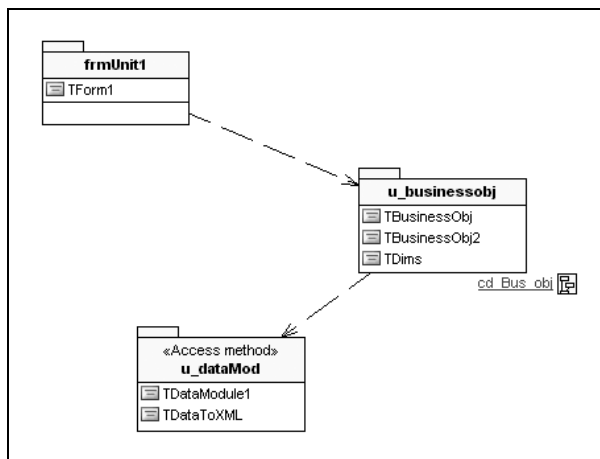 frmUnit1
TForm1
u_businessobj
TBusinessObj
TBusinessObj2
TDims
cd_Bus_obj
«Access method»
u_dataMod
TDataModule1
TDataToXML